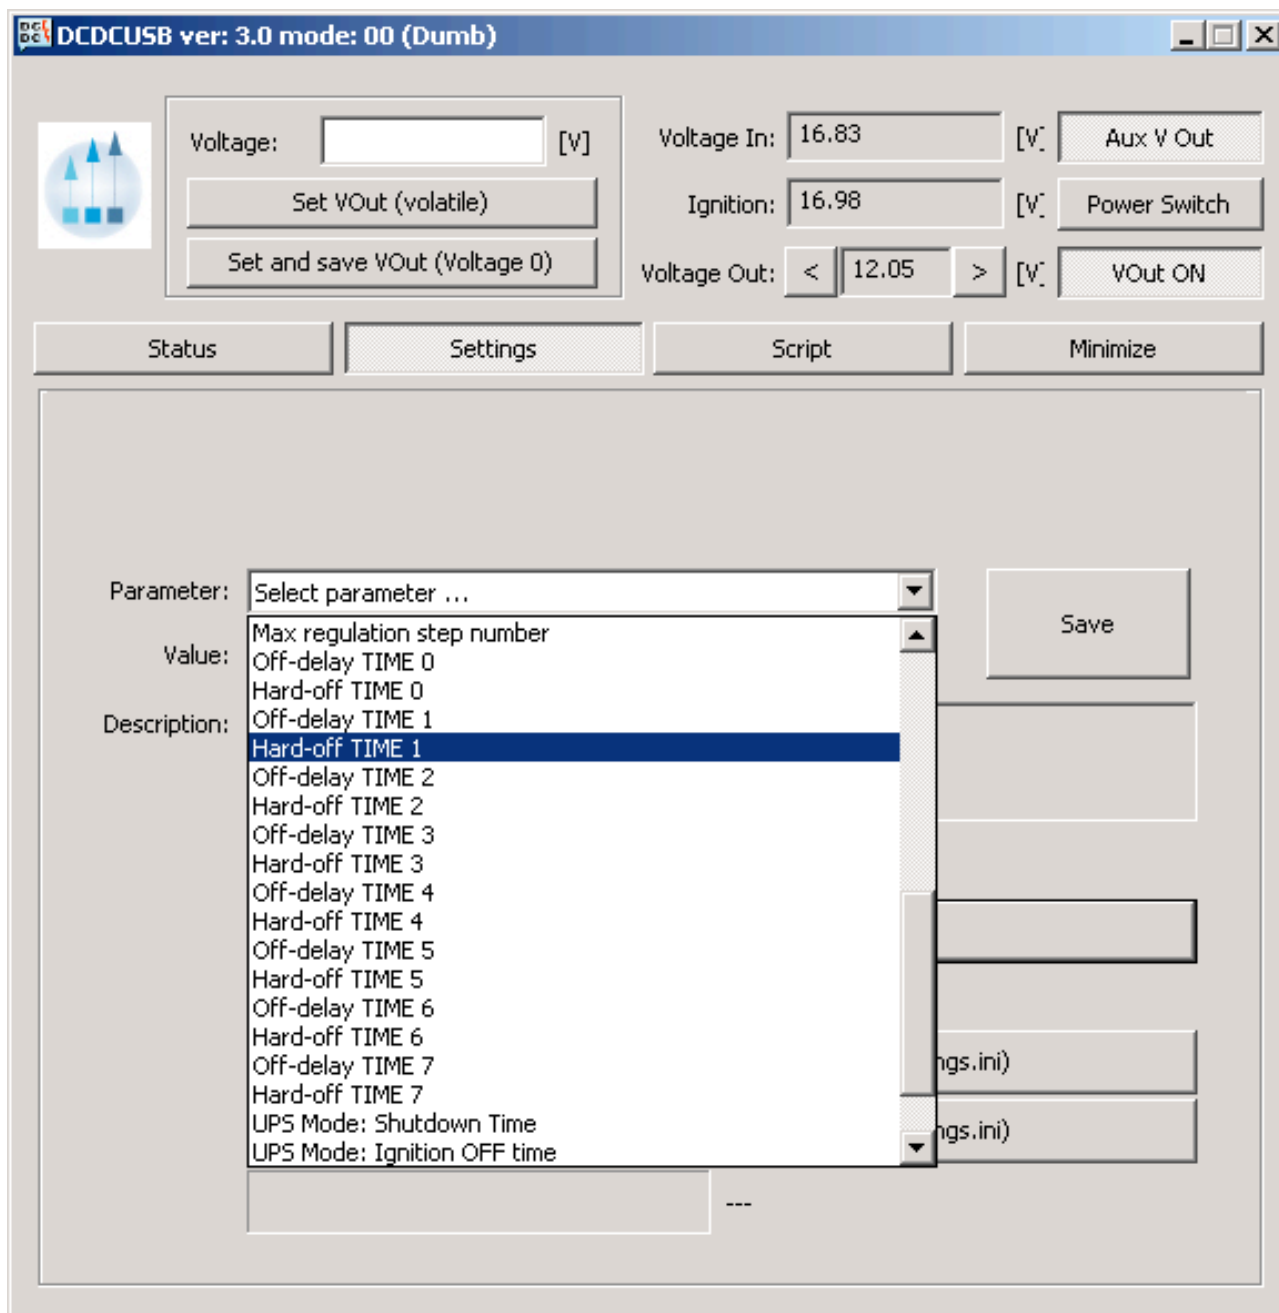 DCDCUSB ver: 3.0 mode: 00 (Dumb)
Voltage: [V]
Set VOut (volatile)
Set and save VOut (Voltage 0)
Voltage In: 16.83 [V] Aux V Out
Ignition: 16.98 [V] Power Switch
Voltage Out: < 12.05 > [V] VOut ON
Status Settings Script Minimize
Parameter: Select parameter ... Save
Value:
Description:
Max regulation step number
Off-delay TIME 0
Hard-off TIME 0
Off-delay TIME 1
Hard-off TIME 1
Off-delay TIME 2
Hard-off TIME 2
Off-delay TIME 3
Hard-off TIME 3
Off-delay TIME 4
Hard-off TIME 4
Off-delay TIME 5
Hard-off TIME 5
Off-delay TIME 6
Hard-off TIME 6
Off-delay TIME 7
Hard-off TIME 7
UPS Mode: Shutdown Time
UPS Mode: Ignition OFF time
ngs.ini)
ngs.ini)
---